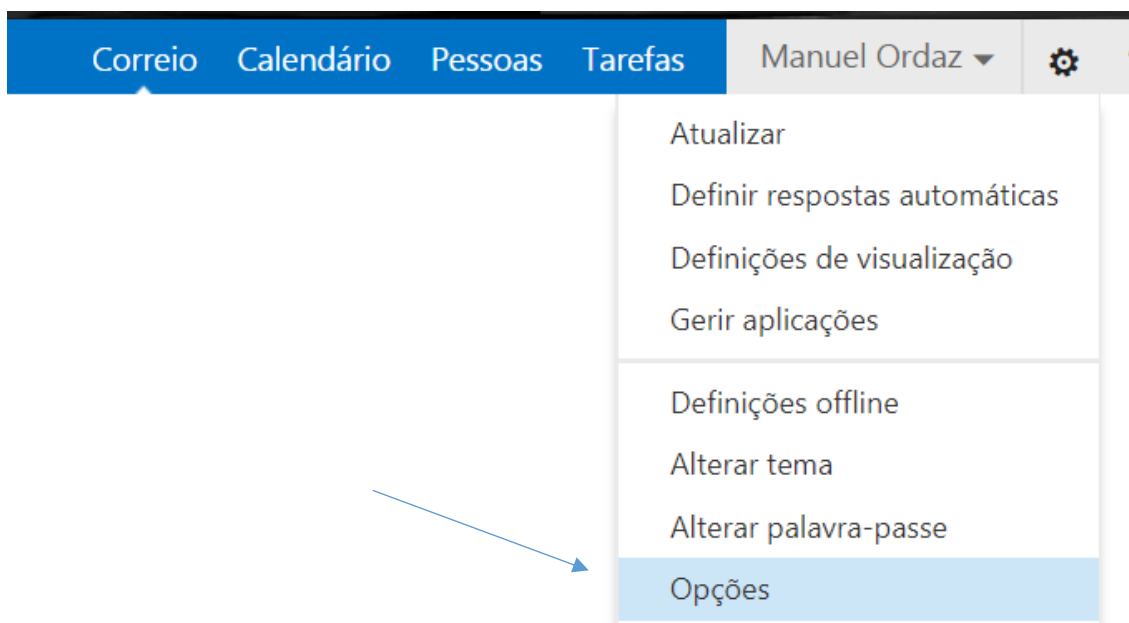 Correio Calendário Pessoas Tarefas Manuel Ordaz
Atualizar
Definir respostas automáticas
Definições de visualização
Gerir aplicações
Definições offline
Alterar tema
Alterar palavra-passe
Opções